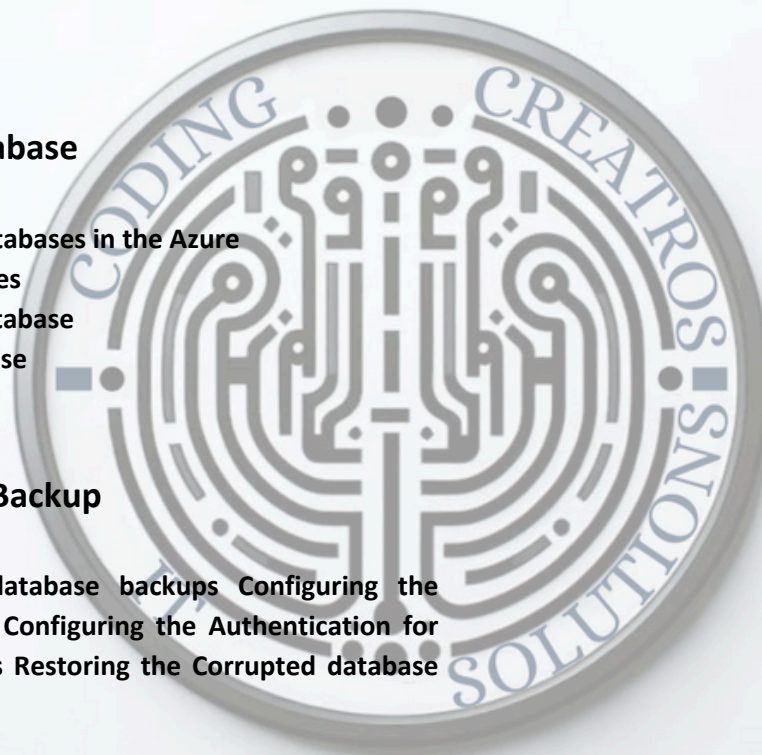 abase
tabases in the Azure
es
tabase
se
Backup
database backups Configuring the
Configuring the Authentication for
s Restoring the Corrupted database
CODING CREATROS
IT SOLUTIONS